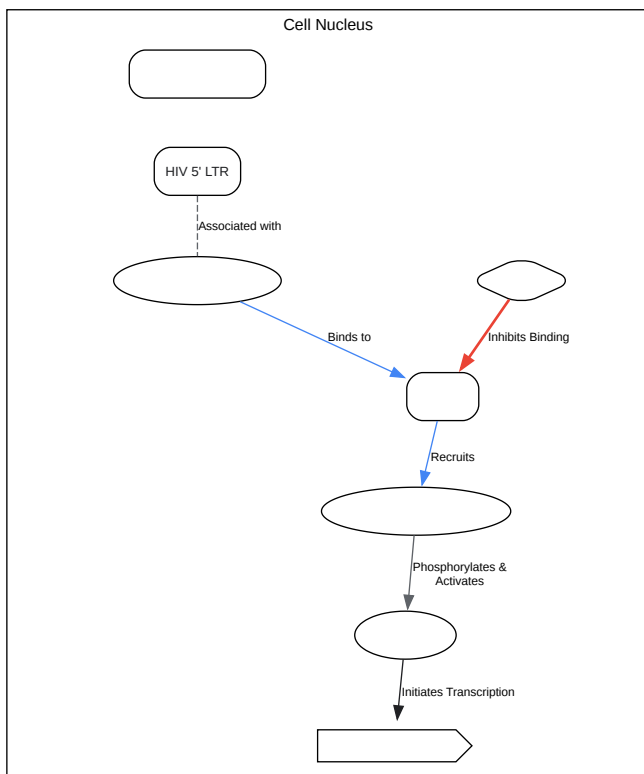 Cell Nucleus
HIV 5' LTR
Associated with
Binds to
Inhibits Binding
Recruits
Phosphorylates &
Activates
Initiates Transcription